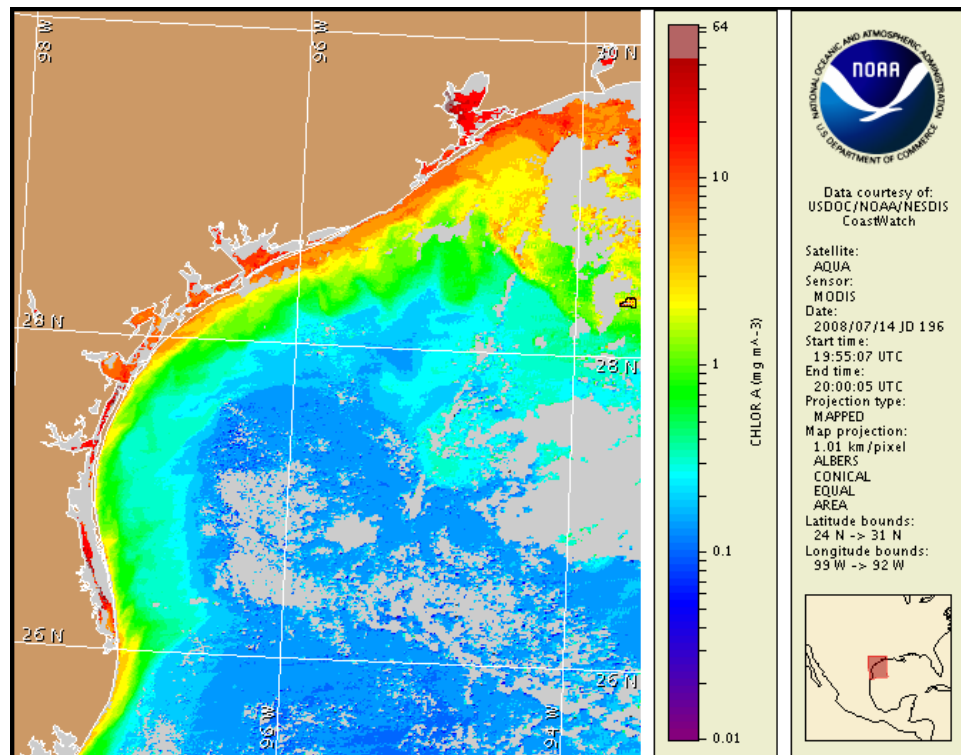 98 W
96 W
30 N
28 N
28 N
26 N
26 N
96 W
94 W
64
10
1
0.1
0.01
CHLOR A (mg m^-3)
NATIONAL OCEANIC AND ATMOSPHERIC ADMINISTRATION
NOAA
U.S. DEPARTMENT OF COMMERCE
Data courtesy of:
USDOC/NOAA/NESDIS
CoastWatch
Satellite:
AQUA
Sensor:
MODIS
Date:
2008/07/14 JD 196
Start time:
19:55:07 UTC
End time:
20:00:05 UTC
Projection type:
MAPPED
Map projection:
1.01 km/pixel
ALBERS
CONICAL
EQUAL
AREA
Latitude bounds:
24 N -> 31 N
Longitude bounds:
99 W -> 92 W